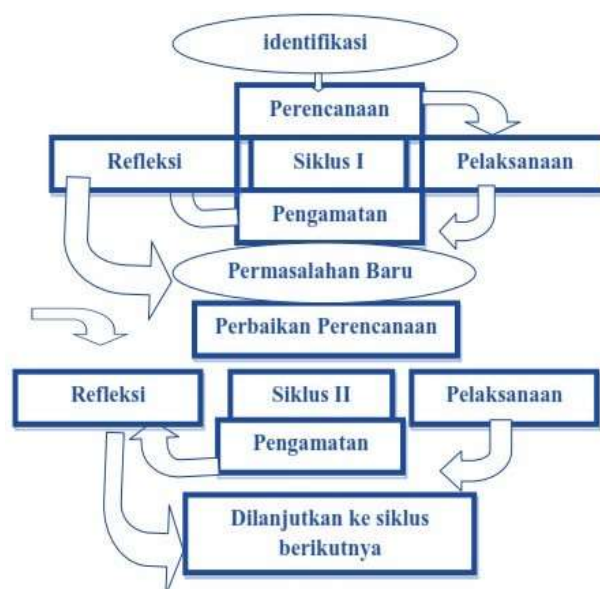 identifikasi
Perencanaan
Refleksi
Siklus I
Pelaksanaan
Pengamatan
Permasalahan Baru
Perbaikan Perencanaan
Refleksi
Siklus II
Pelaksanaan
Pengamatan
Dilanjutkan ke siklus
berikutnya